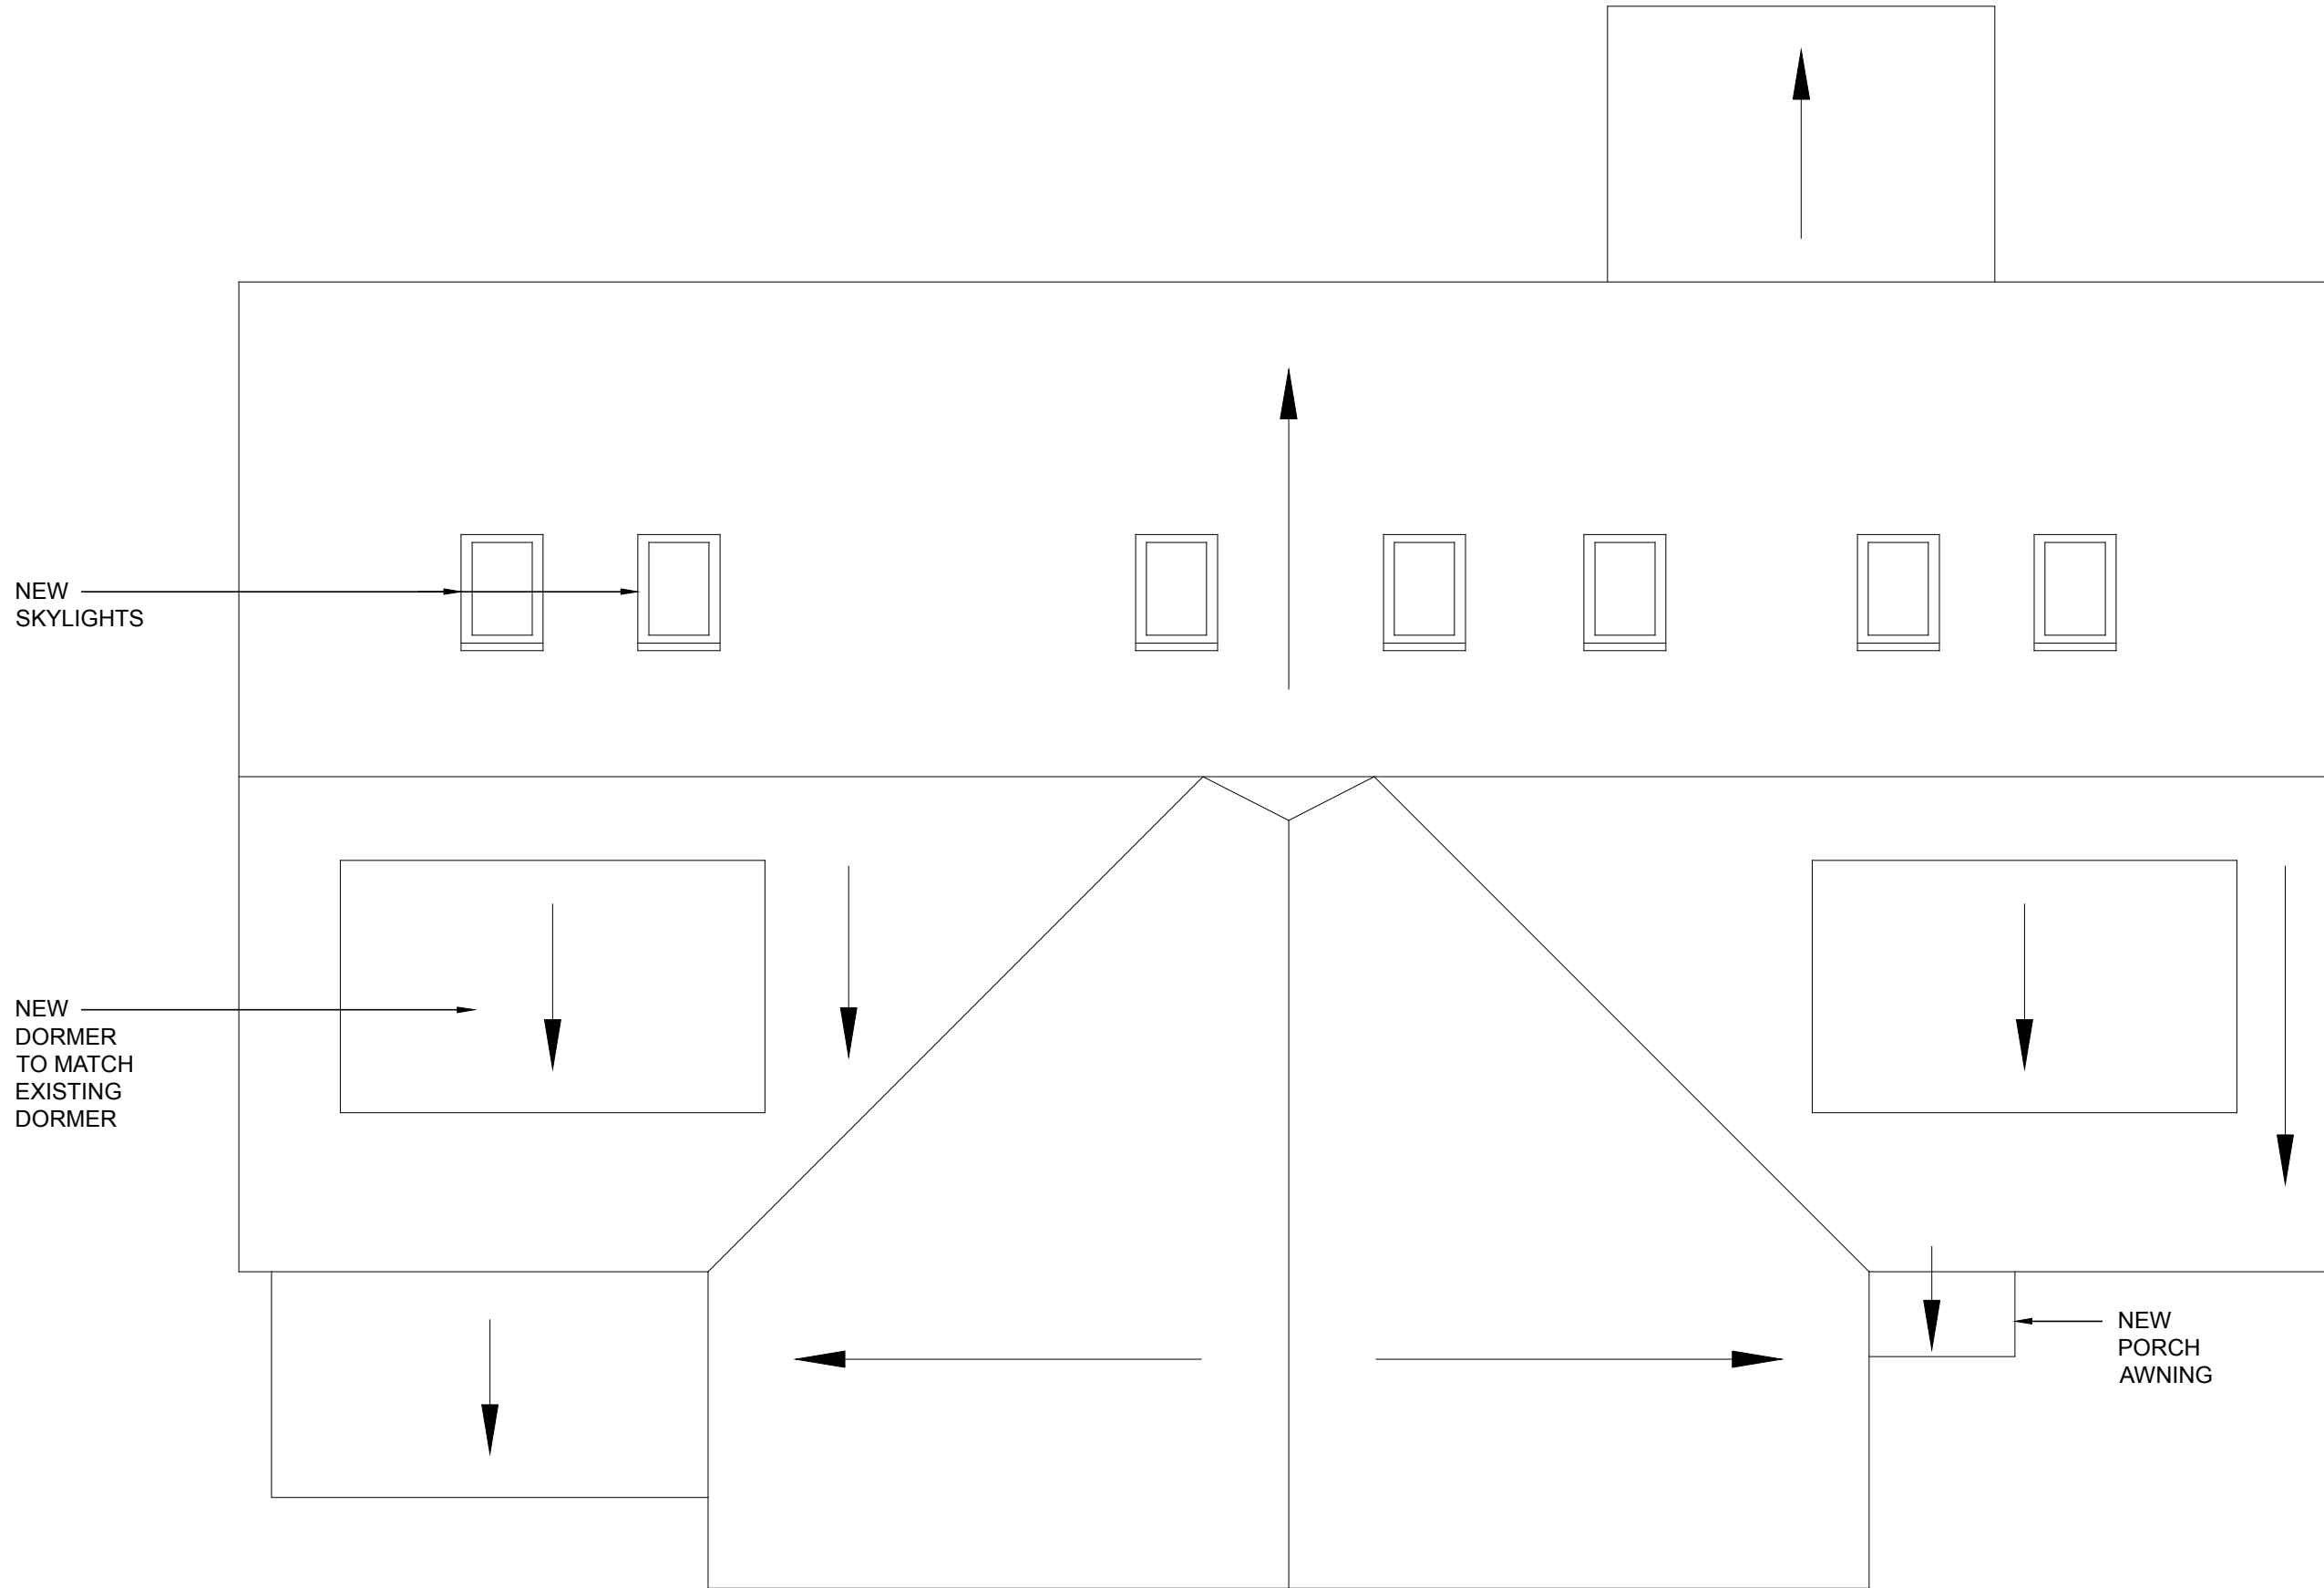 NEW
SKYLIGHTS
NEW
DORMER
TO MATCH
EXISTING
DORMER
NEW
PORCH
AWNING